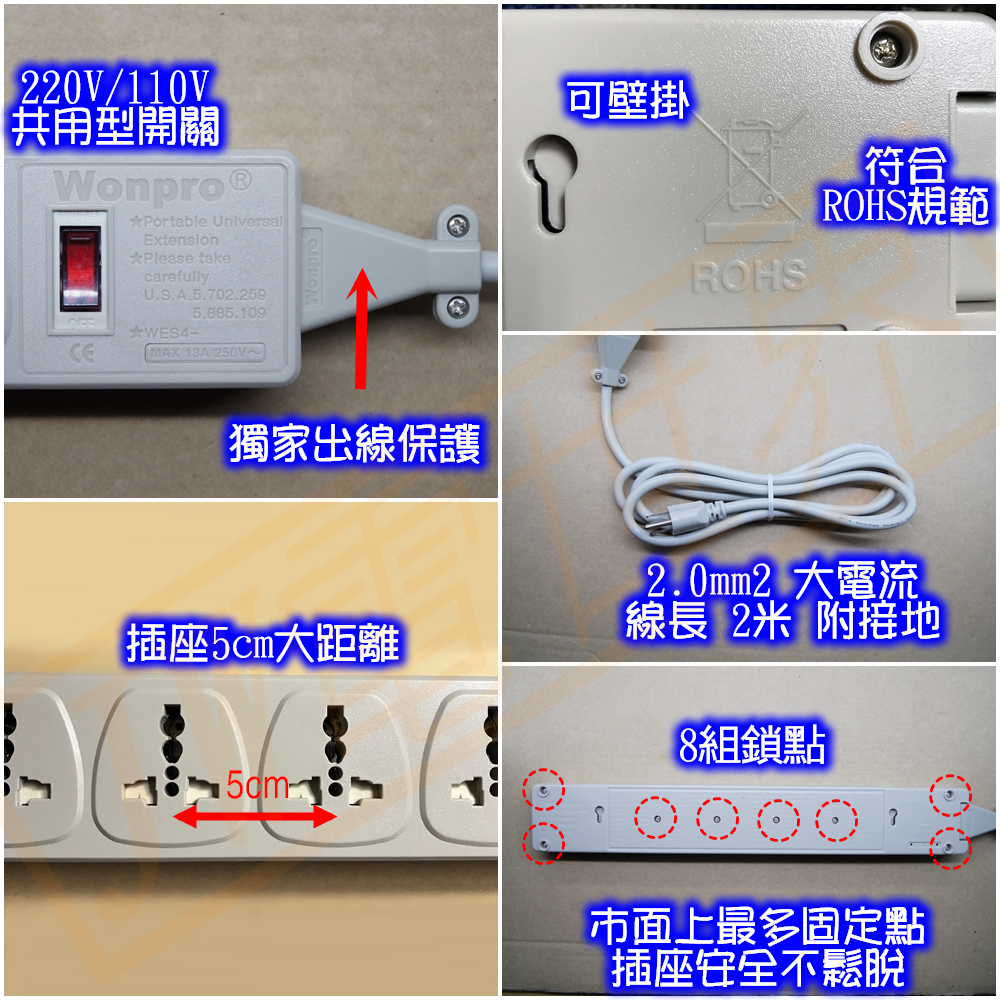 220V/110V
共用型開關
Wonpro®
★Portable Universal
Extension
★Please take
carefully
U.S.A.5.702.259
5.885.109
★WES4-
MAX 13A 250V~
OFF
CE
Wonpro
獨家出線保護
可壁掛
符合
ROHS規範
ROHS
2.0mm2 大電流
線長 2米 附接地
插座5cm大距離
5cm
8組鎖點
市面上最多固定點
插座安全不鬆脫